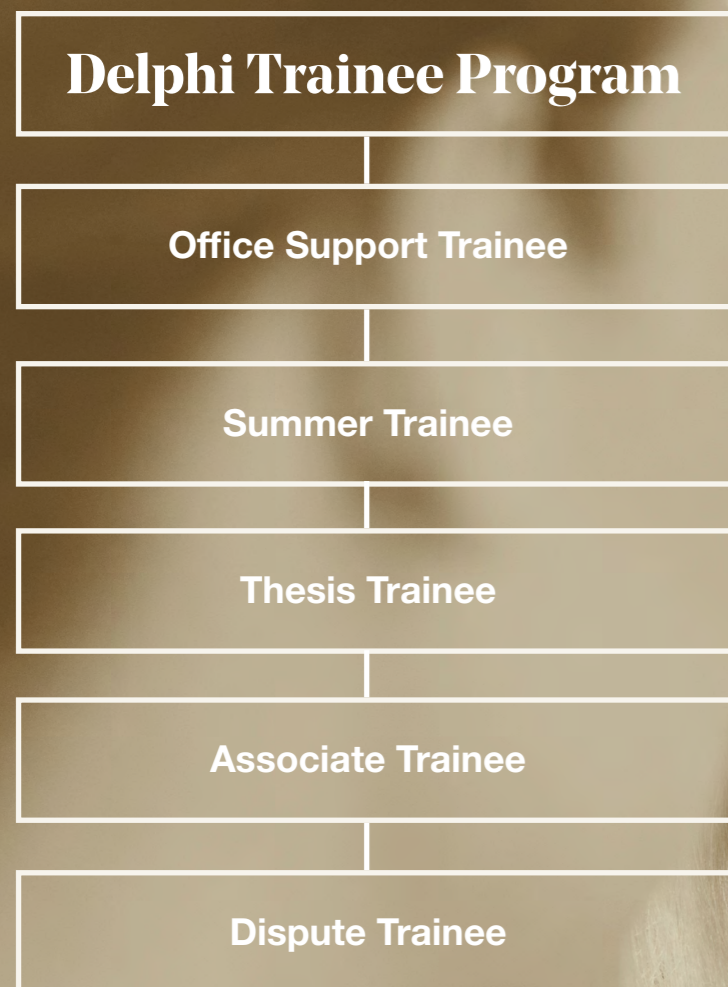 Delphi Trainee Program
Office Support Trainee
Summer Trainee
Thesis Trainee
Associate Trainee
Dispute Trainee